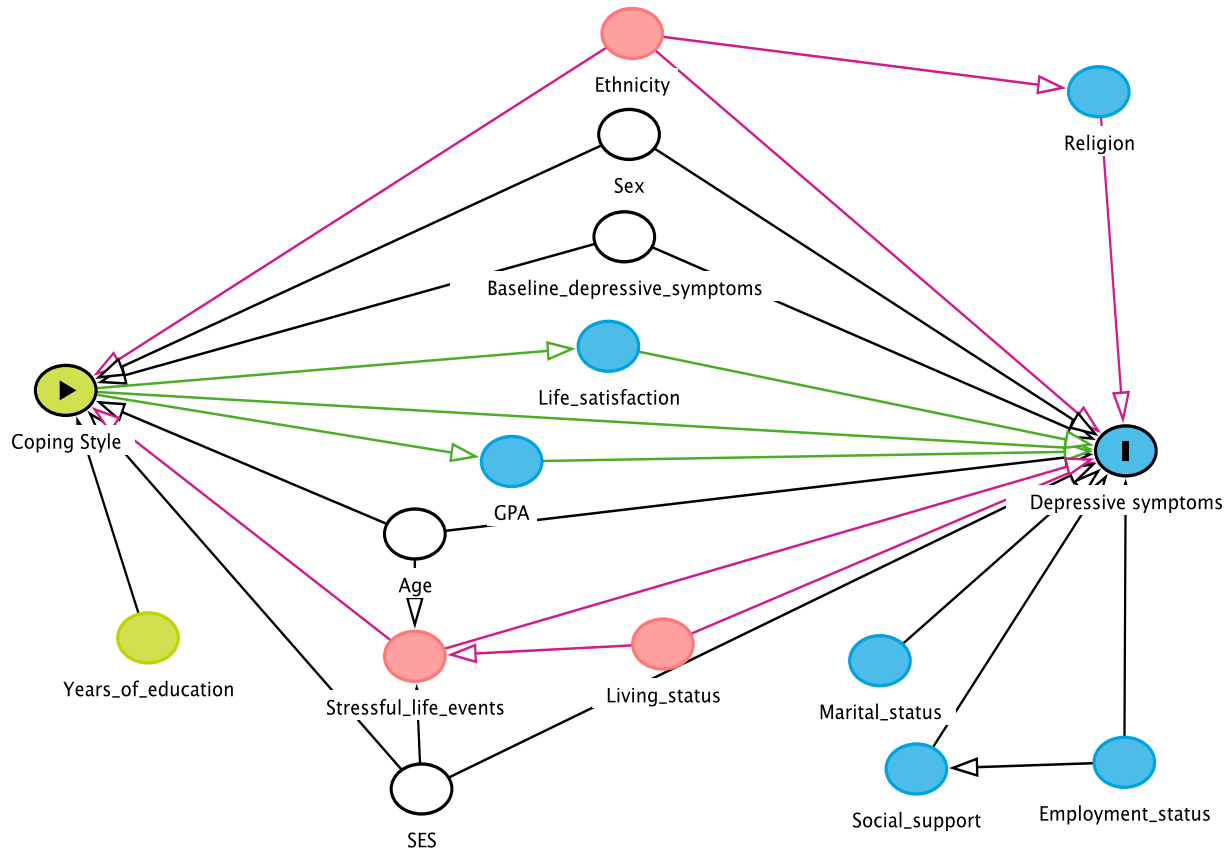 Ethnicity
Religion
Sex
Baseline_depressive_symptoms
Life_satisfaction
Coping Style
GPA
Depressive symptoms
Age
Years_of_education
Stressful_life_events
Living_status
Marital_status
Social_support
Employment_status
SES